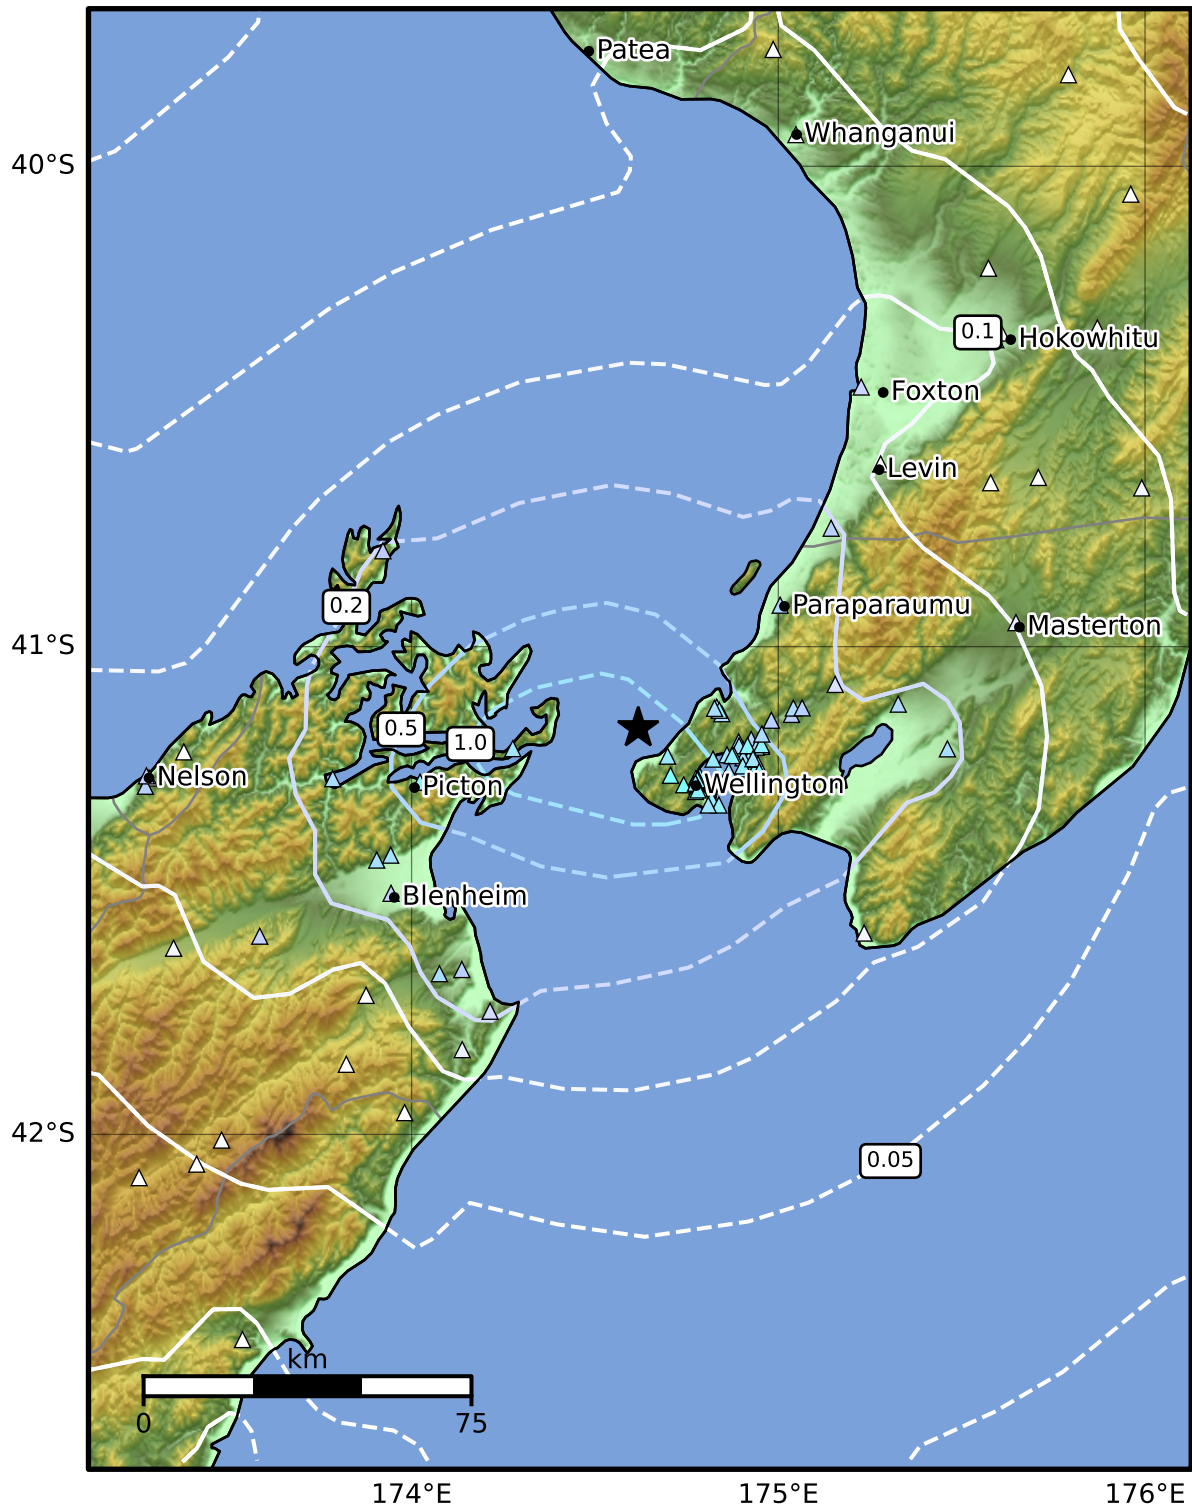 Patea
Whanganui
40°S
0.1
Hokowhitu
Foxton
Levin
0.2
Paraparaumu
Masterton
41°S
0.5
1.0
Nelson
Picton
Wellington
Blenheim
42°S
0.05
km
0
75
174°E
175°E
176°E